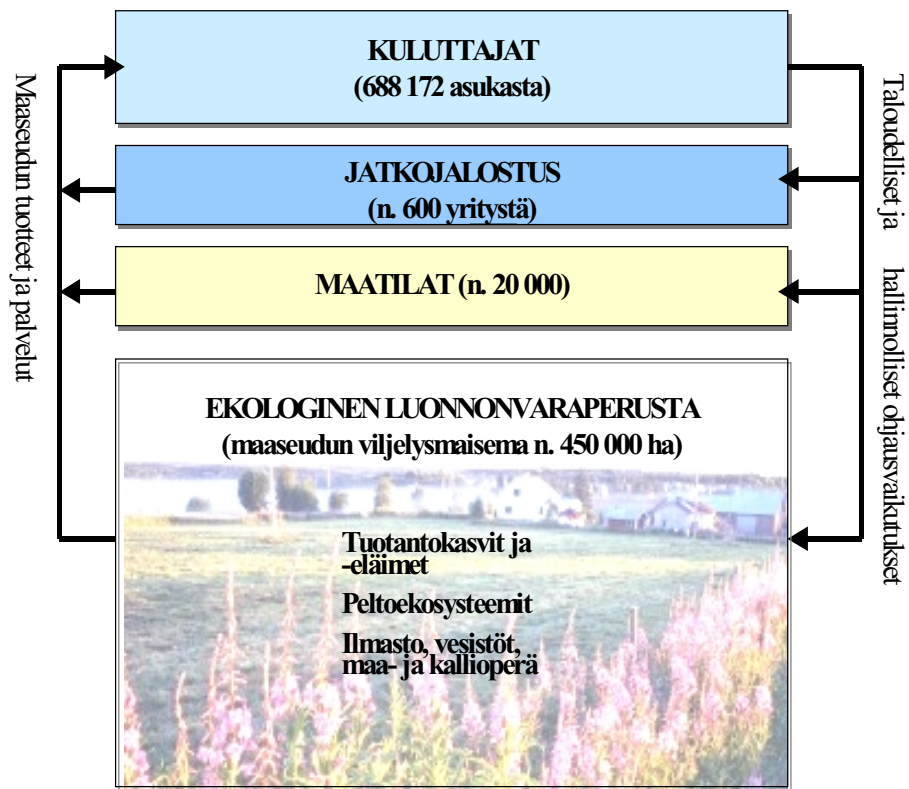 KULUTTAJAT
(688 172 asukasta)
JATKOJALOSTUS
(n. 600 yritystä)
MAATILAT (n. 20 000)
EKOLOGINEN LUONNONVARAPERUSTA
(maaseudun viljelysmaisema n. 450 000 ha)
Tuotantokasvit ja
-eläimet
Peltoekosysteemit
Ilmasto, vesistöt,
maa- ja kallioperä
Maaseudun tuotteet ja palvelut
Taloudelliset ja hallinnolliset ohjausvaikutukset